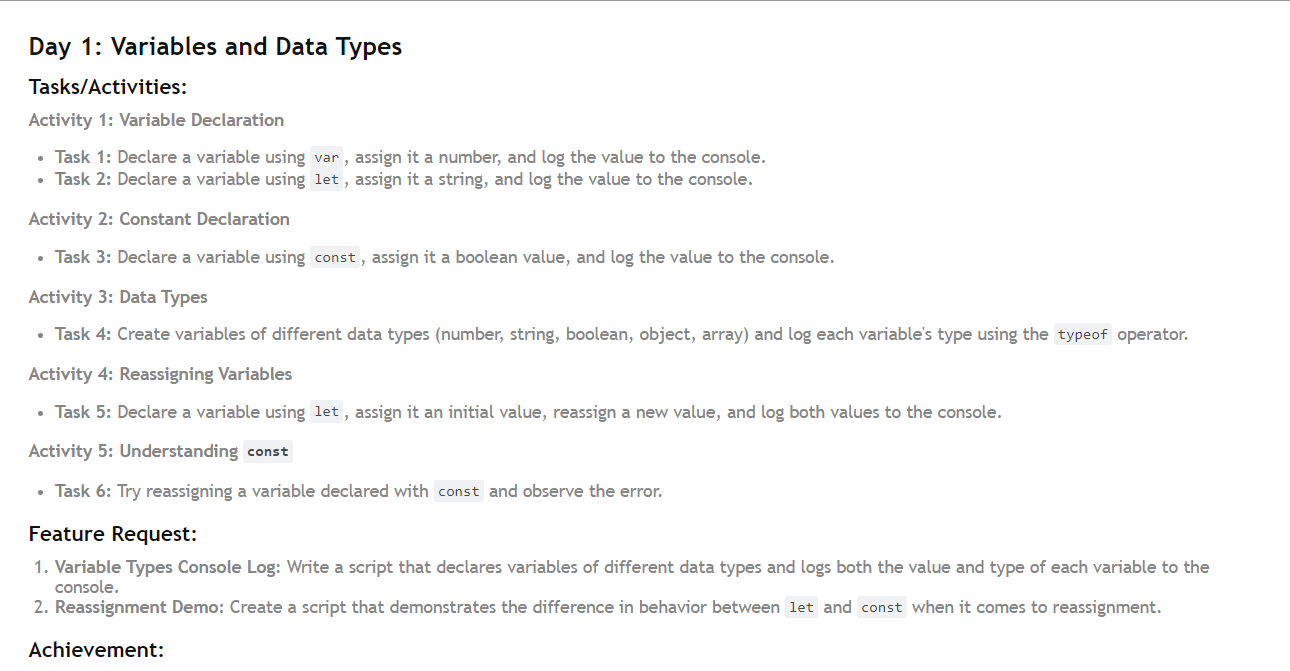 Day 1: Variables and Data Types
Tasks/Activities:
Activity 1: Variable Declaration
• Task 1: Declare a variable using var, assign it a number, and log the value to the console.
• Task 2: Declare a variable using let, assign it a string, and log the value to the console.
Activity 2: Constant Declaration
• Task 3: Declare a variable using const, assign it a boolean value, and log the value to the console.
Activity 3: Data Types
• Task 4: Create variables of different data types (number, string, boolean, object, array) and log each variable's type using the typeof operator.
Activity 4: Reassigning Variables
• Task 5: Declare a variable using let, assign it an initial value, reassign a new value, and log both values to the console.
Activity 5: Understanding const
• Task 6: Try reassigning a variable declared with const and observe the error.
Feature Request:
1. Variable Types Console Log: Write a script that declares variables of different data types and logs both the value and type of each variable to the
console.
2. Reassignment Demo: Create a script that demonstrates the difference in behavior between let and const when it comes to reassignment.
Achievement: